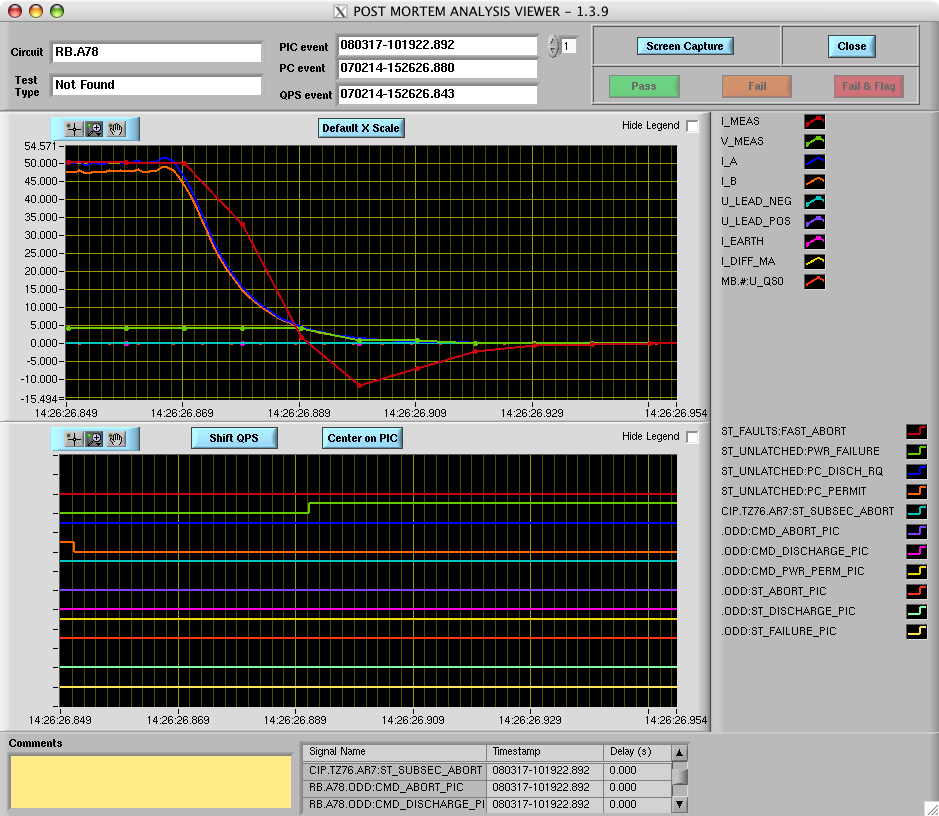 POST MORTEM ANALYSIS VIEWER - 1.3.9
Circuit
RB.A78
Test Type
Not Found
PIC event
080317-101922.892
1
PC event
070214-152626.880
QPS event
070214-152626.843
Screen Capture
Close
Pass
Fail
Fail & Flag
Default X Scale
Hide Legend
54.571
50.000
45.000
40.000
35.000
30.000
25.000
20.000
15.000
10.000
5.000
0.000
-5.000
-10.000
-15.494
14:26:26.849
14:26:26.869
14:26:26.889
14:26:26.909
14:26:26.929
14:26:26.954
I_MEAS
V_MEAS
I_A
I_B
U_LEAD_NEG
U_LEAD_POS
I_EARTH
I_DIFF_MA
MB.#:U_QS0
Shift QPS
Center on PIC
Hide Legend
14:26:26.849
14:26:26.869
14:26:26.889
14:26:26.909
14:26:26.929
14:26:26.954
ST_FAULTS:FAST_ABORT
ST_UNLATCHED:PWR_FAILURE
ST_UNLATCHED:PC_DISCH_RQ
ST_UNLATCHED:PC_PERMIT
CIP.TZ76.AR7:ST_SUBSEC_ABORT
.ODD:CMD_ABORT_PIC
.ODD:CMD_DISCHARGE_PIC
.ODD:CMD_PWR_PERM_PIC
.ODD:ST_ABORT_PIC
.ODD:ST_DISCHARGE_PIC
.ODD:ST_FAILURE_PIC
Comments
Signal Name Timestamp Delay (s)
CIP.TZ76.AR7:ST_SUBSEC_ABORT 080317-101922.892 0.000
RB.A78.ODD:CMD_ABORT_PIC 080317-101922.892 0.000
RB.A78.ODD:CMD_DISCHARGE_PI 080317-101922.892 0.000